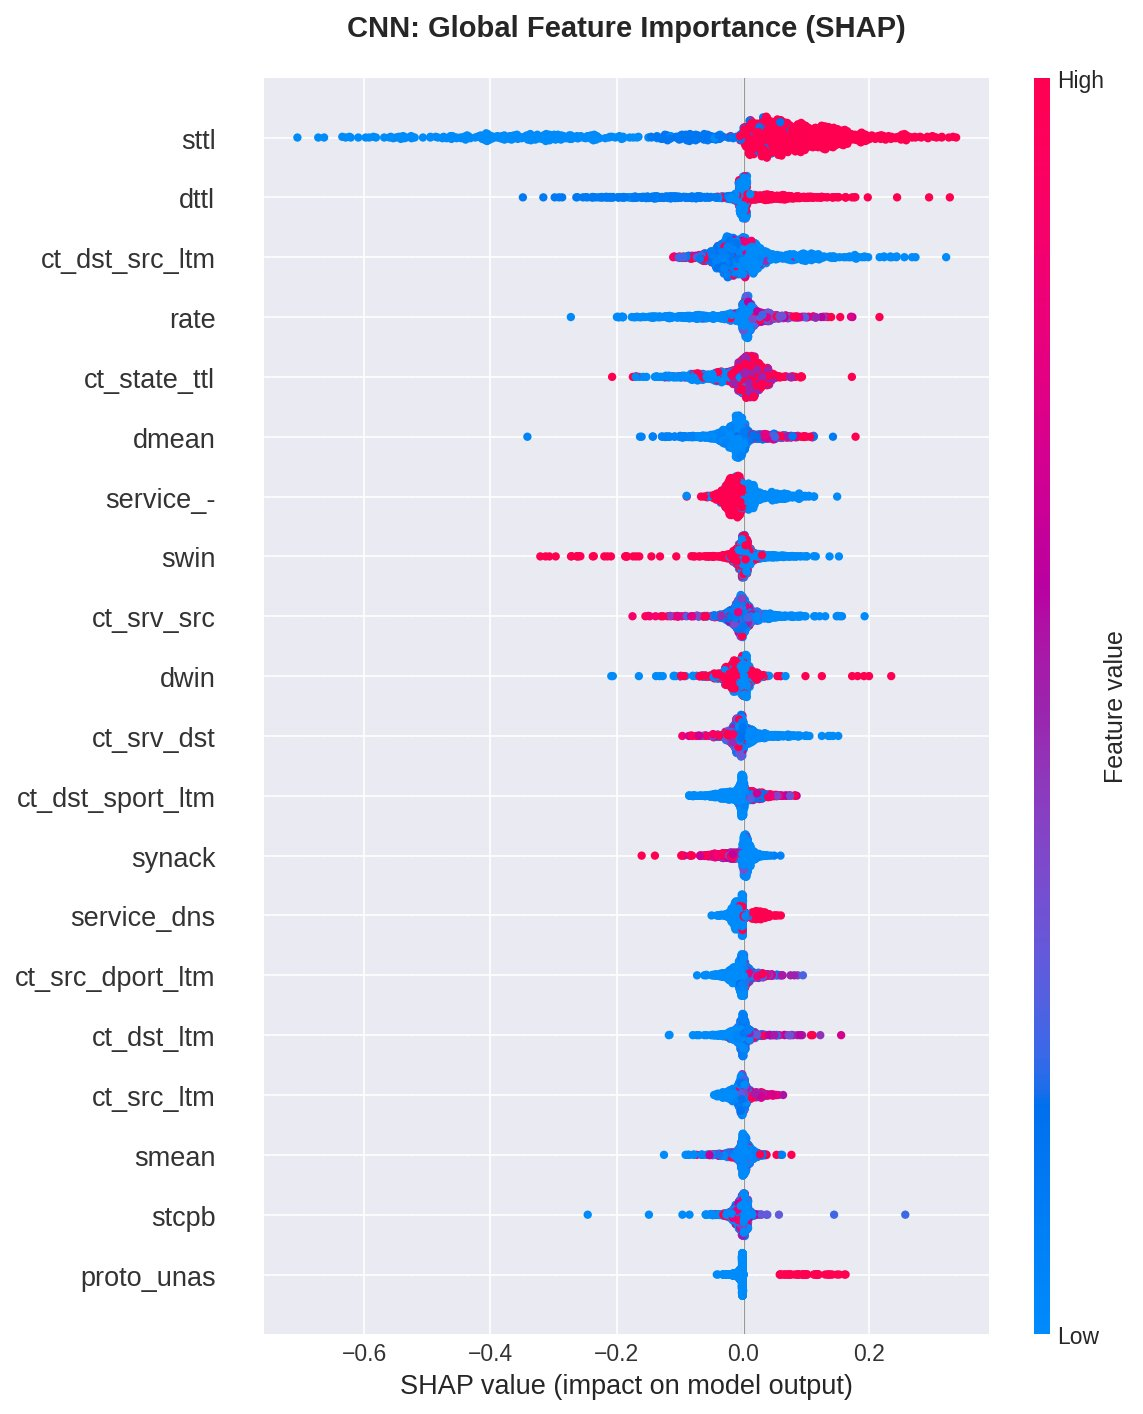 CNN: Global Feature Importance (SHAP)
High
sttl
dttl
ct_dst_src_ltm
rate
ct_state_ttl
dmean
service_-
swin
ct_srv_src
dwin
ct_srv_dst
ct_dst_sport_ltm
synack
service_dns
ct_src_dport_ltm
ct_dst_ltm
ct_src_ltm
smean
stcpb
proto_unas
Feature value
Low
−0.6 −0.4 −0.2 0.0 0.2
SHAP value (impact on model output)